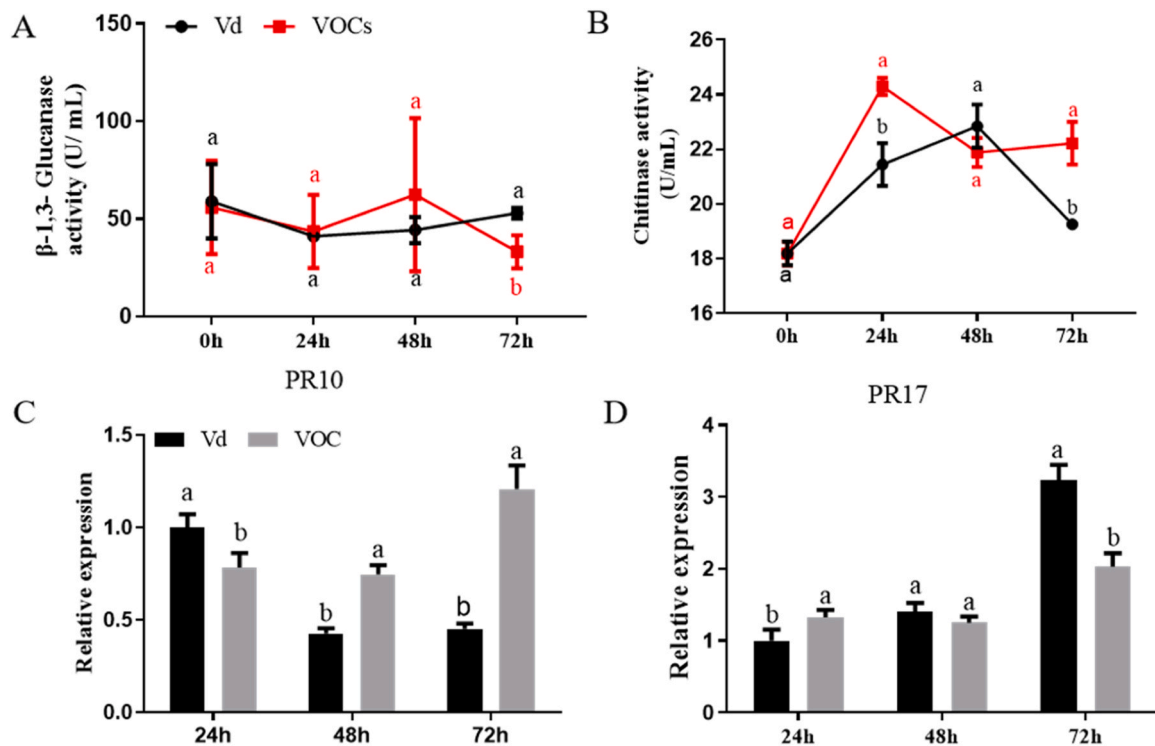 A
Vd VOCs
β-1,3- Glucanase
activity (U/ mL)
150
100
50
0
a
a
a
a
a
a
a
b
0h 24h 48h 72h
B
Chitinase activity
(U/mL)
26
24
22
20
18
16
a
a
a
b
a
a
a
b
0h 24h 48h 72h
C
PR10
Vd VOC
Relative expression
1.5
1.0
0.5
0.0
a b b a b a
24h 48h 72h
D
PR17
Relative expression
4
3
2
1
0
b a a a a b
24h 48h 72h